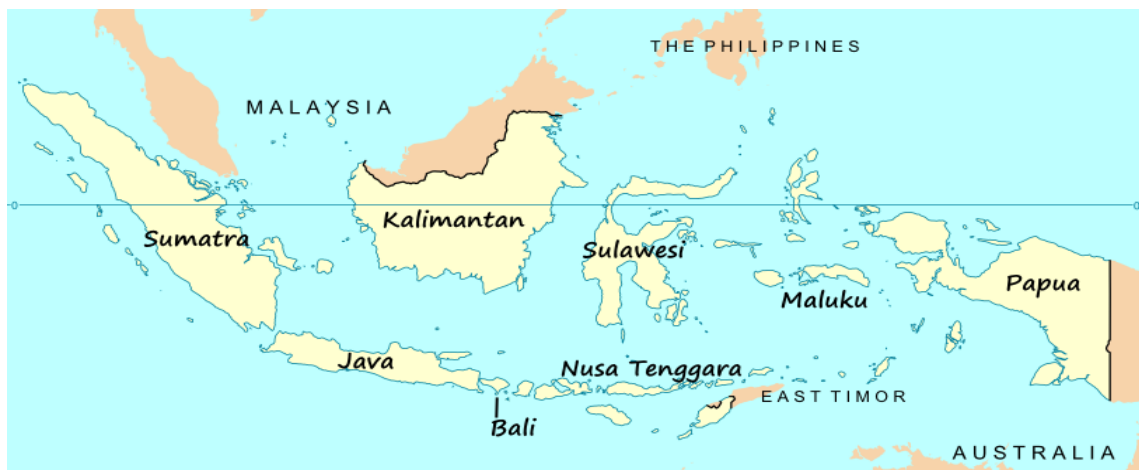 THE PHILIPPINES
MALAYSIA
0
0
Kalimantan
Sumatra
Sulawesi
Papua
Maluku
Java
Nusa Tenggara
EAST TIMOR
Bali
AUSTRALIA